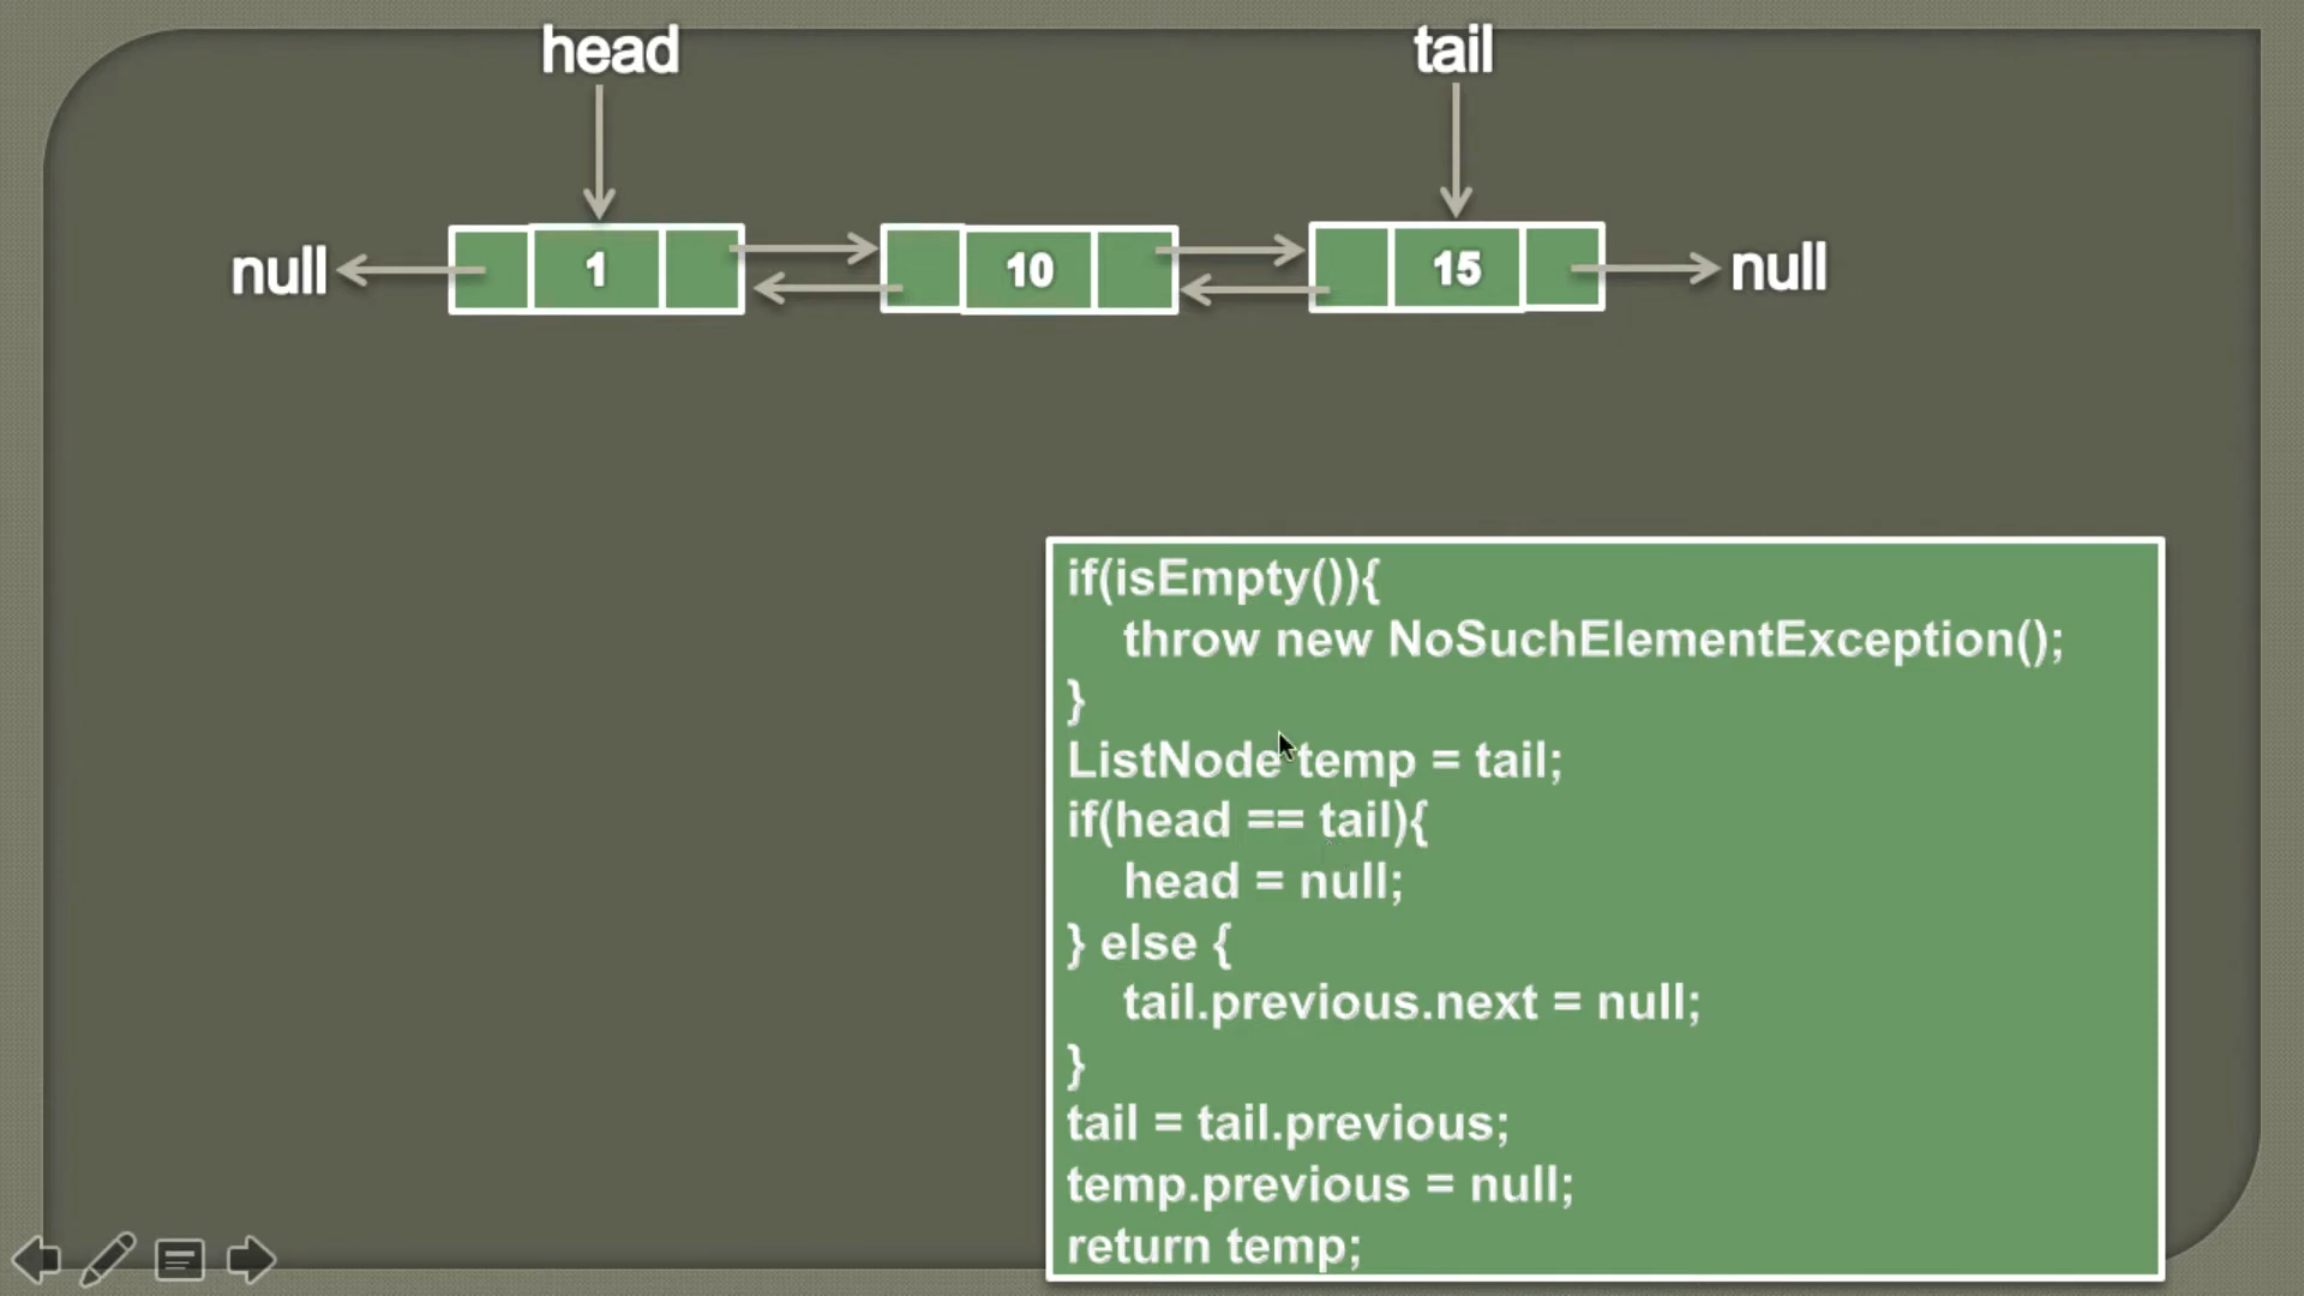 head
tail
null
1
10
15
null
if(isEmpty()){
throw new NoSuchElementException();
}
ListNode temp = tail;
if(head == tail){
head = null;
} else {
tail.previous.next = null;
}
tail = tail.previous;
temp.previous = null;
return temp;